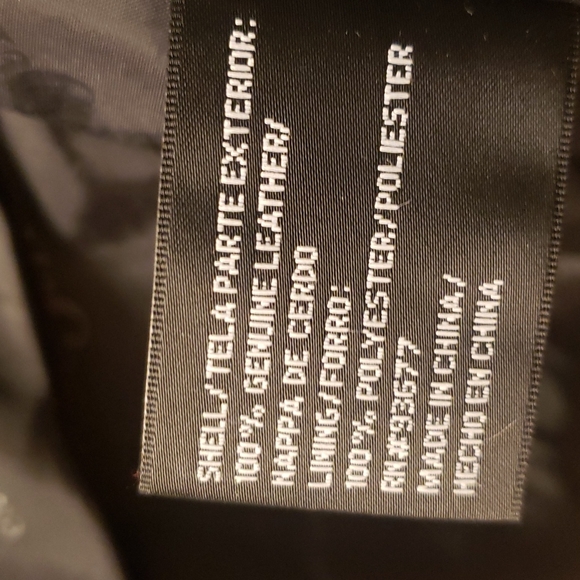 SHELL/TELA PARTE EXTERIOR:
100% GENUINE LEATHER/
NAPPA DE CERDO
LINING/FORRO:
100% POLYESTER/POLIESTER
RN#93677
MADE IN CHINA/
HECHO EN CHINA